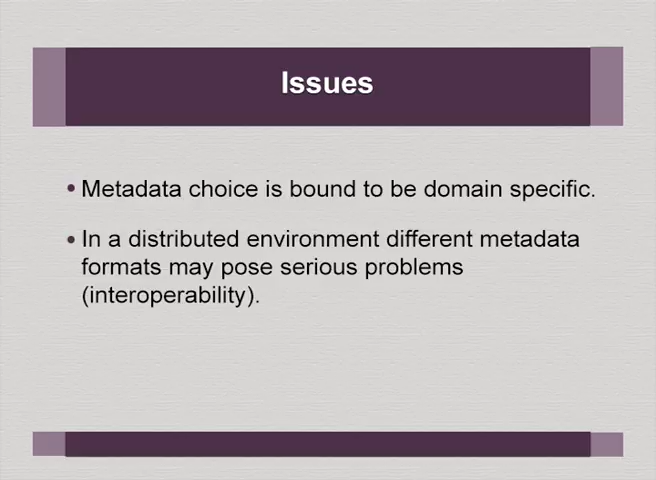 Issues
• Metadata choice is bound to be domain specific.
• In a distributed environment different metadata
formats may pose serious problems
(interoperability).